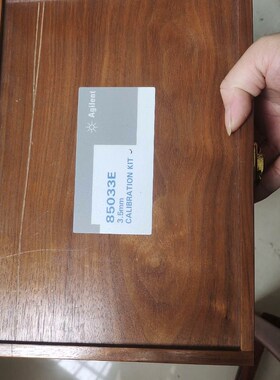 Agilent
85033E
3.5mm
CALIBRATION KIT